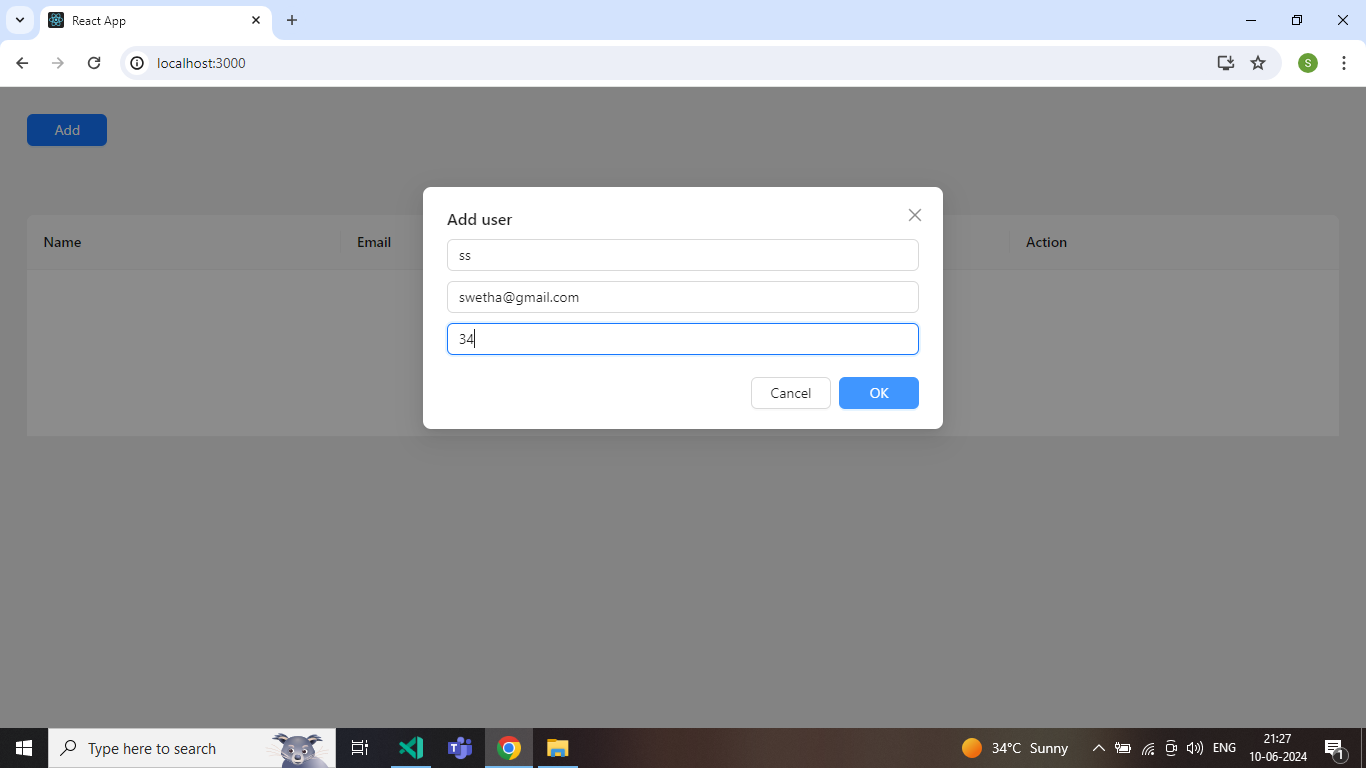 React App
localhost:3000
S
Add
Add user
Name Email Action
ss
swetha@gmail.com
34
Cancel OK
Type here to search
34°C Sunny
ENG
21:27
10-06-2024
1